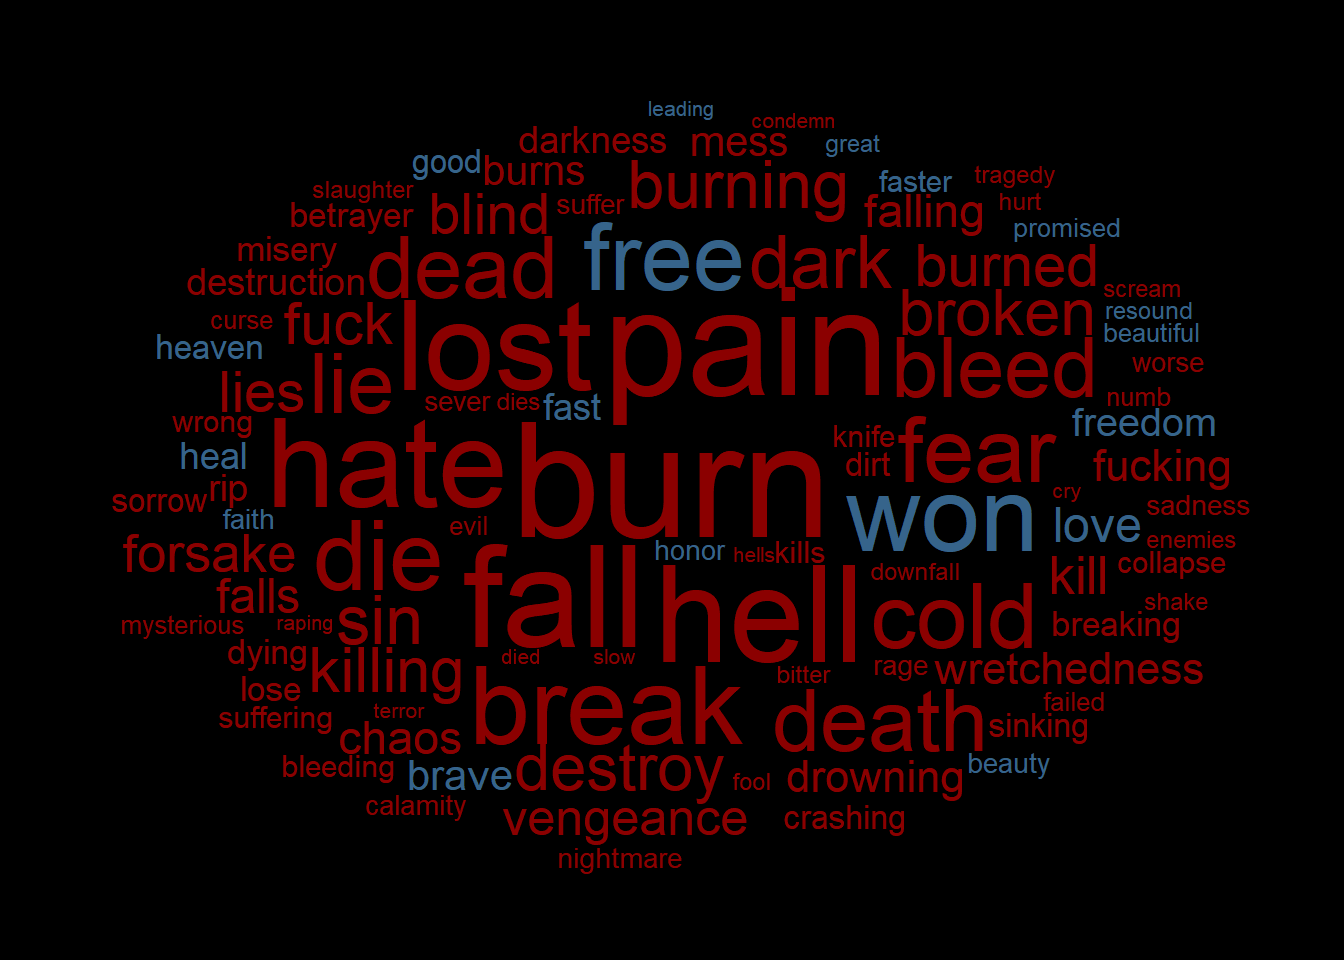 leading
condemn
darkness
mess
great
good
burns
burning
faster
tragedy
slaughter
betrayer
blind
suffer
falling
hurt
promised
misery
destruction
dead
free
dark
burned
scream
curse
fuck
lost
pain
broken
resound
beautiful
heaven
lies
lie
bleed
worse
sever
dies
fast
numb
wrong
hate
burn
knife
fear
freedom
heal
dirt
fucking
sorrow
rip
faith
evil
won
cry
love
sadness
enemies
forsake
die
fall
honor
hells
kills
hell
downfall
kill
collapse
falls
sin
cold
shake
mysterious
raping
breaking
dying
killing
died
slow
break
bitter
rage
wretchedness
lose
suffering
terror
chaos
death
failed
sinking
bleeding
brave
destroy
fool
drowning
beauty
calamity
vengeance
crashing
nightmare